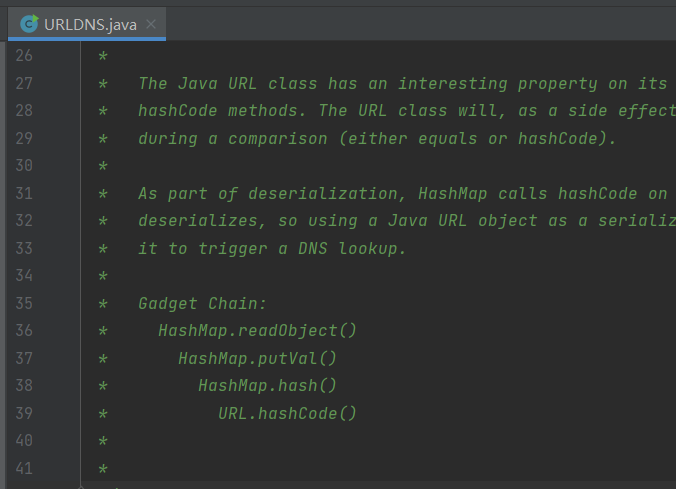 URLDNS.java
26 *
27 * The Java URL class has an interesting property on its
28 * hashCode methods. The URL class will, as a side effect
29 * during a comparison (either equals or hashCode).
30 *
31 * As part of deserialization, HashMap calls hashCode on
32 * deserializes, so using a Java URL object as a serializ
33 * it to trigger a DNS lookup.
34 *
35 * Gadget Chain:
36 * HashMap.readObject()
37 * HashMap.putVal()
38 * HashMap.hash()
39 * URL.hashCode()
40 *
41 *